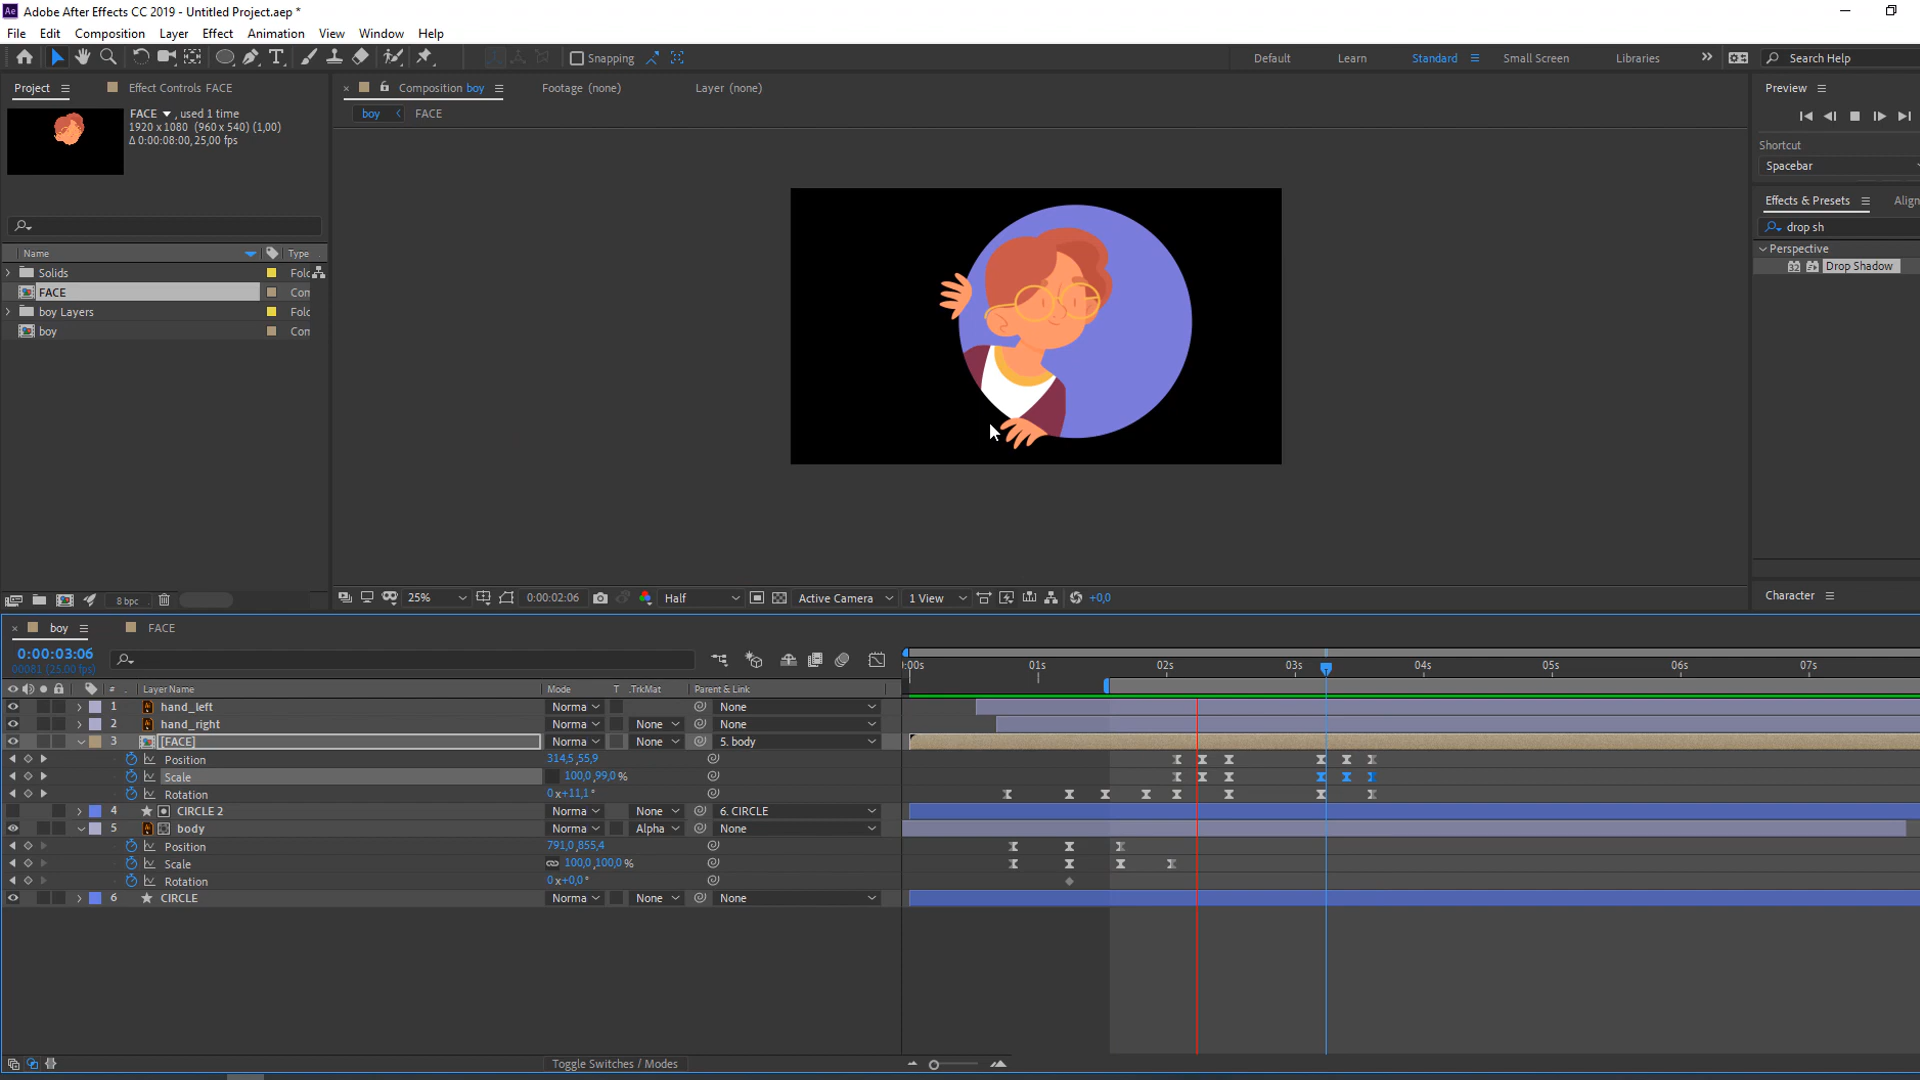 Ae Adobe After Effects CC 2019 - Untitled Project.aep *
File Edit Composition Layer Effect Animation View Window Help
Snapping Default Learn Standard Small Screen Libraries Search Help
Project Effect Controls FACE Composition boy Footage (none) Layer (none) Preview
FACE , used 1 time
1920 x 1080 (960 x 540) (1,00)
Δ 0:00:08:00, 25,00 fps
boy FACE
Shortcut
Spacebar
Effects & Presets Align
drop sh
Perspective
32 Drop Shadow
Name Type
Solids Folc
FACE Con
boy Layers Folc
boy Con
8 bpc
25% 0:00:02:06 Half Active Camera 1 View +0,0
Character
boy FACE
0:00:03:06
00081 (25.00 fps)
:00s 01s 02s 03s 04s 05s 06s 07s
# Layer Name Mode T .TrkMat Parent & Link
1 hand_left Norma None
2 hand_right Norma None None
3 [FACE] Norma None 5. body
Position 314,5,55,9
Scale 100,0,99,0 %
Rotation 0x+11,1°
4 CIRCLE 2 Norma None 6. CIRCLE
5 body Norma Alpha None
Position 791,0,855,4
Scale 100,0,100,0 %
Rotation 0x+0,0°
6 CIRCLE Norma None None
Toggle Switches / Modes